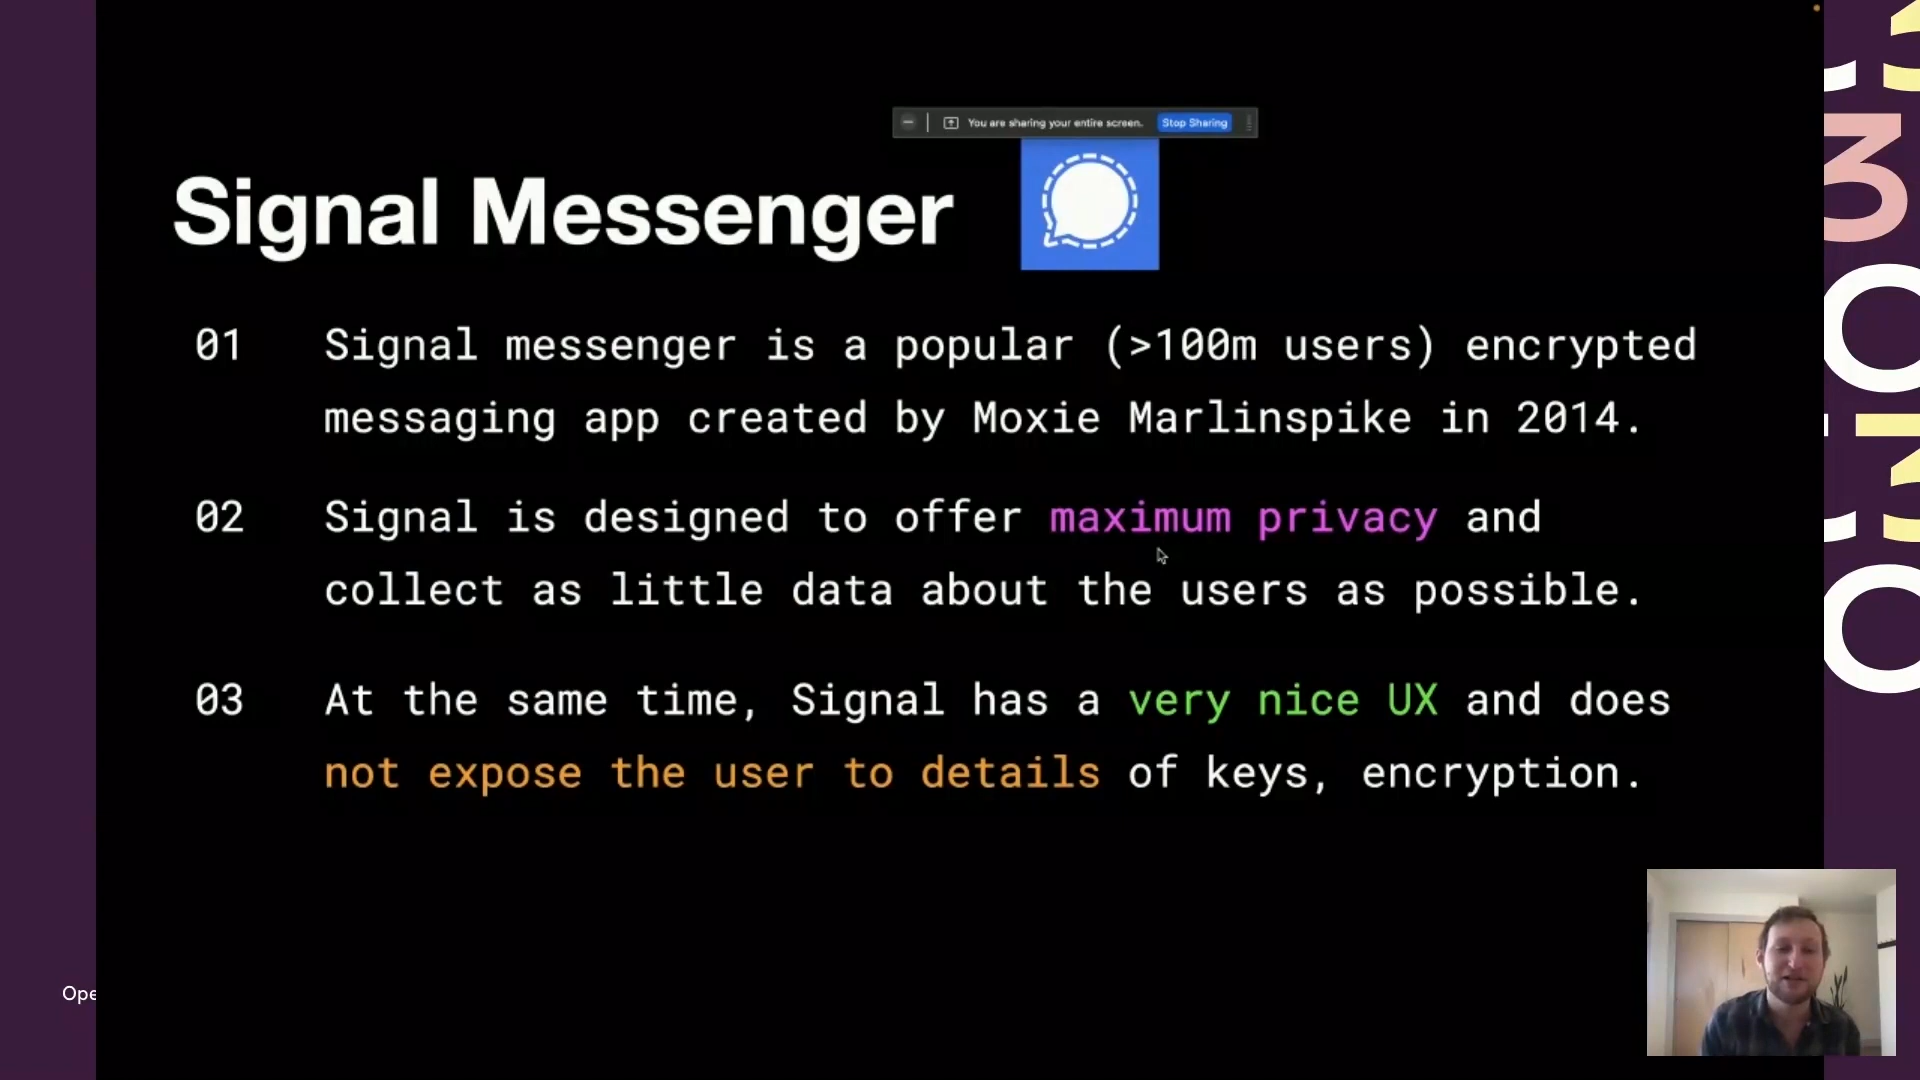 You are sharing your entire screen. Stop Sharing
Signal Messenger
01 Signal messenger is a popular (>100m users) encrypted
messaging app created by Moxie Marlinspike in 2014.
02 Signal is designed to offer maximum privacy and
collect as little data about the users as possible.
03 At the same time, Signal has a very nice UX and does
not expose the user to details of keys, encryption.
Ope